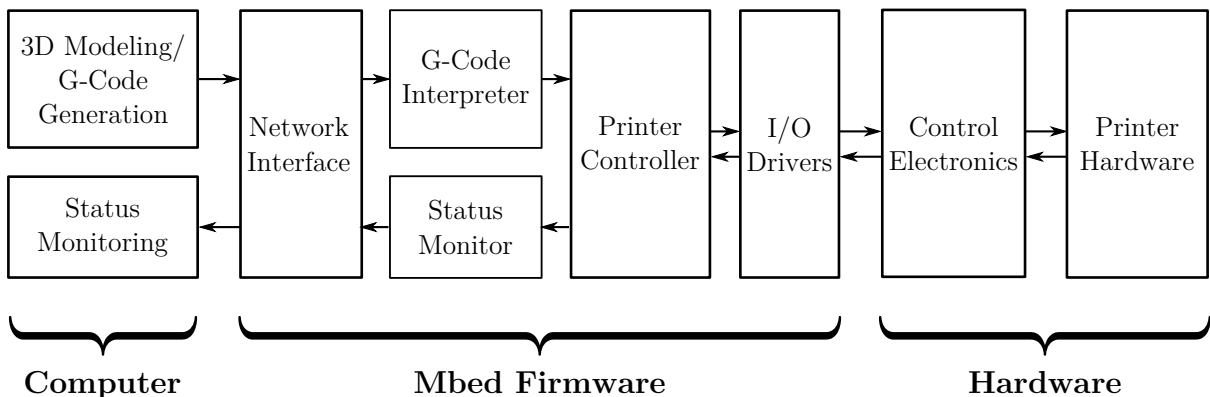 3D Modeling/
G-Code
Generation
Status
Monitoring
Network
Interface
G-Code
Interpreter
Status
Monitor
Printer
Controller
I/O
Drivers
Control
Electronics
Printer
Hardware
Computer
Mbed Firmware
Hardware